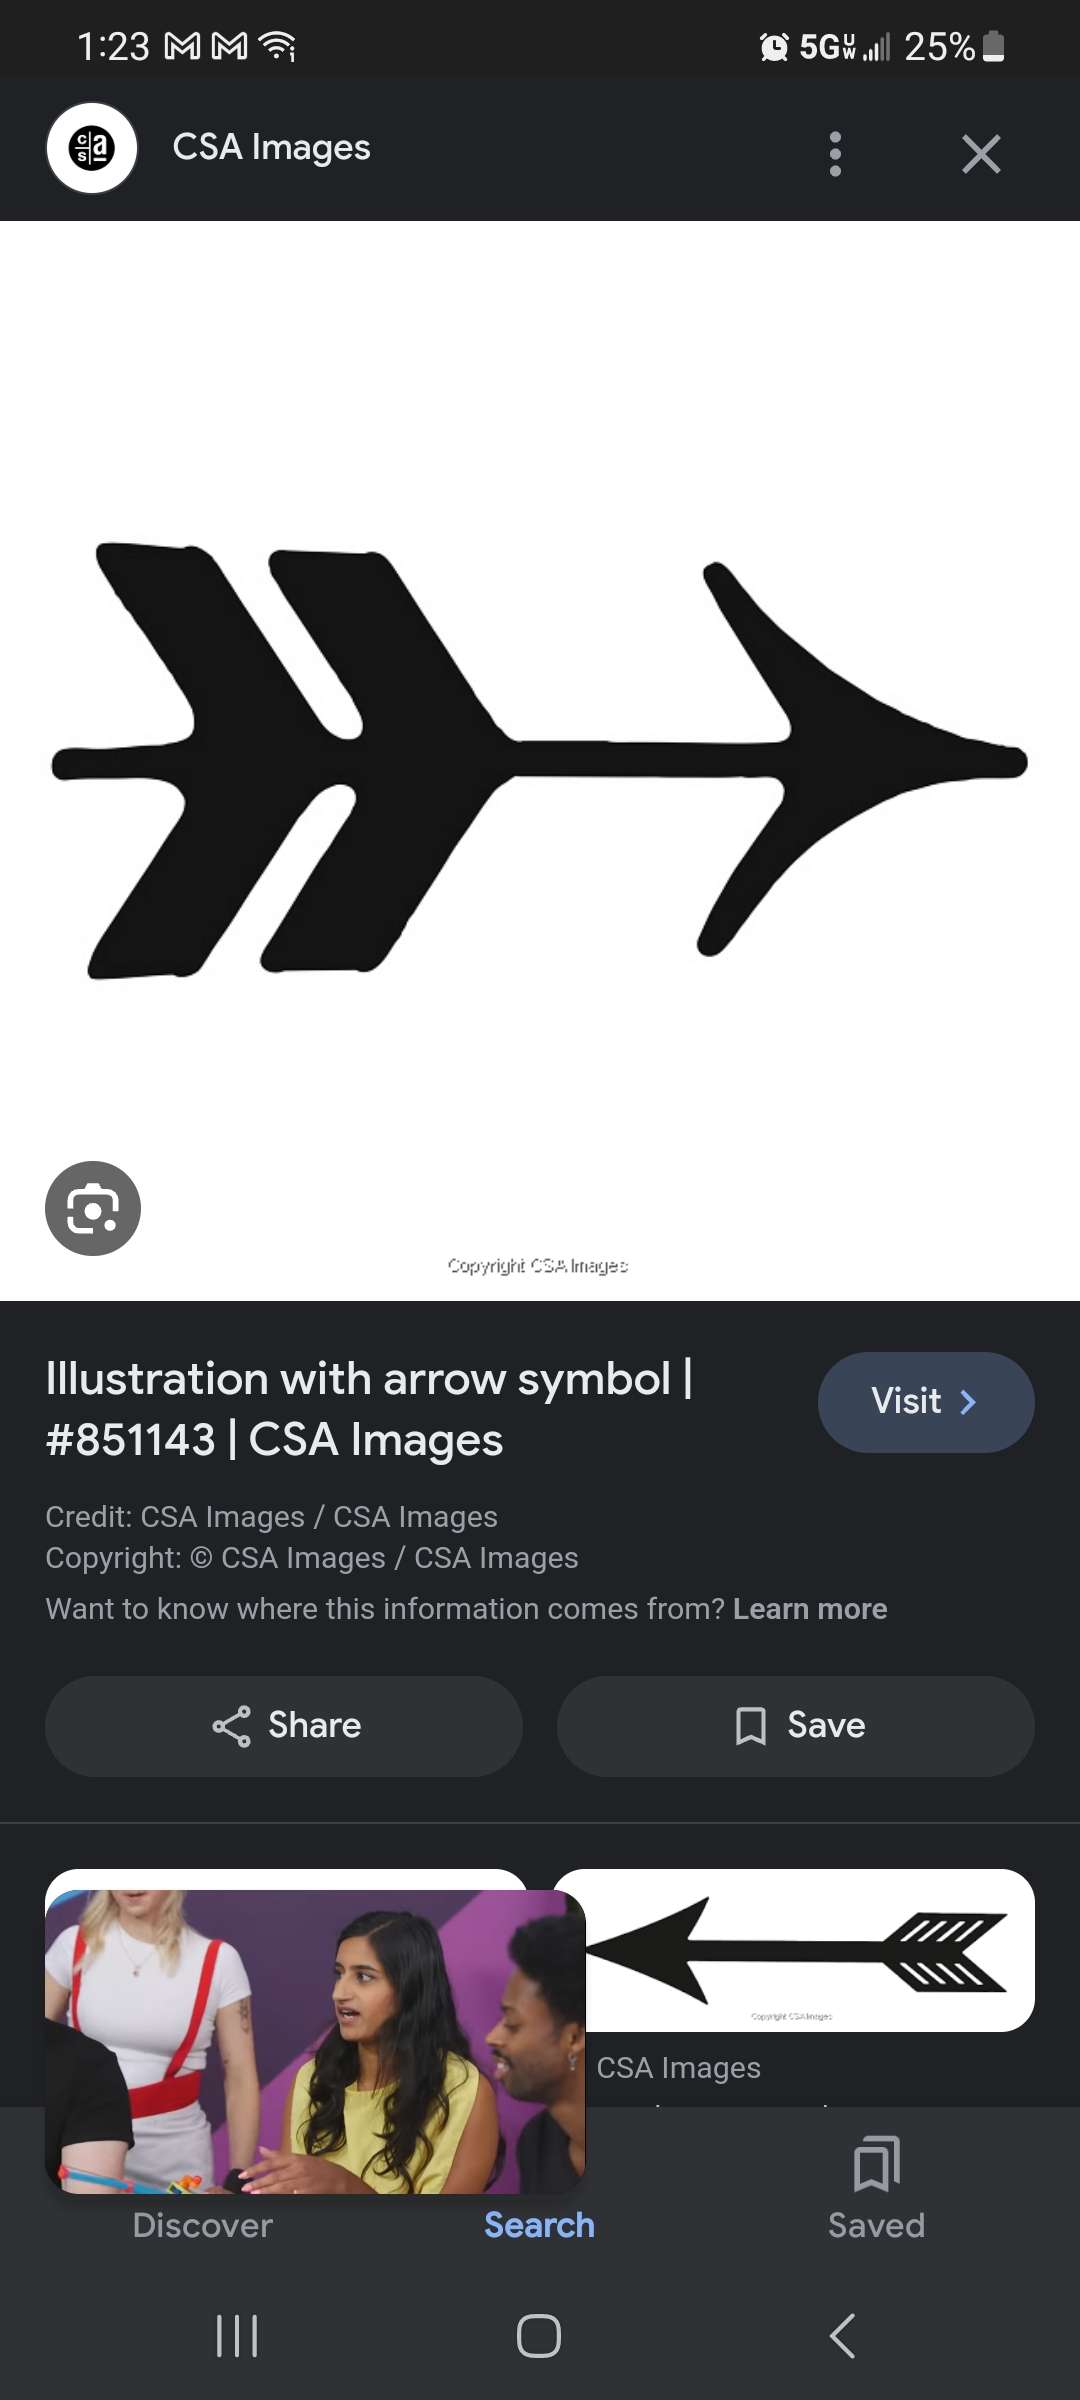 1:23
5G UW 25%
csa
CSA Images
Copyright CSA Images
Illustration with arrow symbol |
#851143 | CSA Images
Visit
Credit: CSA Images / CSA Images
Copyright: © CSA Images / CSA Images
Want to know where this information comes from? Learn more
Share
Save
Copyright CSA Images
CSA Images
Discover
Search
Saved